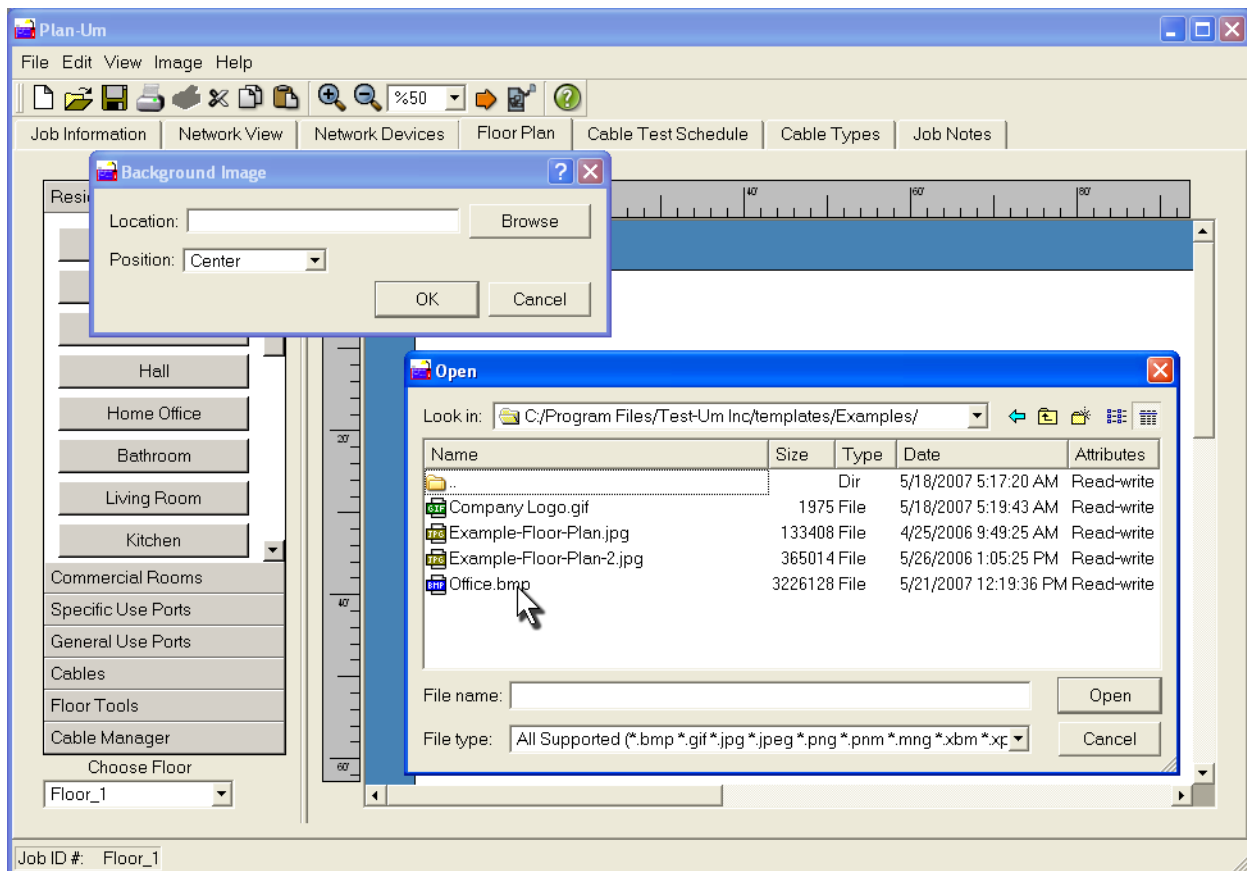 Plan-Um
File Edit View Image Help
%50
Job Information Network View Network Devices Floor Plan Cable Test Schedule Cable Types Job Notes
Background Image
Location: Browse
Position: Center
OK Cancel
Resi
40' 60' 80'
Hall
Home Office
Bathroom
Living Room
Kitchen
Commercial Rooms
Specific Use Ports
General Use Ports
Cables
Floor Tools
Cable Manager
Choose Floor
Floor_1
20'
40'
60'
Open
Look in: C:/Program Files/Test-Um Inc/templates/Examples/
Name Size Type Date Attributes
.. Dir 5/18/2007 5:17:20 AM Read-write
Company Logo.gif 1975 File 5/18/2007 5:19:43 AM Read-write
Example-Floor-Plan.jpg 133408 File 4/25/2006 9:49:25 AM Read-write
Example-Floor-Plan-2.jpg 365014 File 5/26/2006 1:05:25 PM Read-write
Office.bmp 3226128 File 5/21/2007 12:19:36 PM Read-write
File name: Open
File type: All Supported (*.bmp *.gif *.jpg *.jpeg *.png *.pnm *.mng *.xbm *.xp Cancel
Job ID #: Floor_1